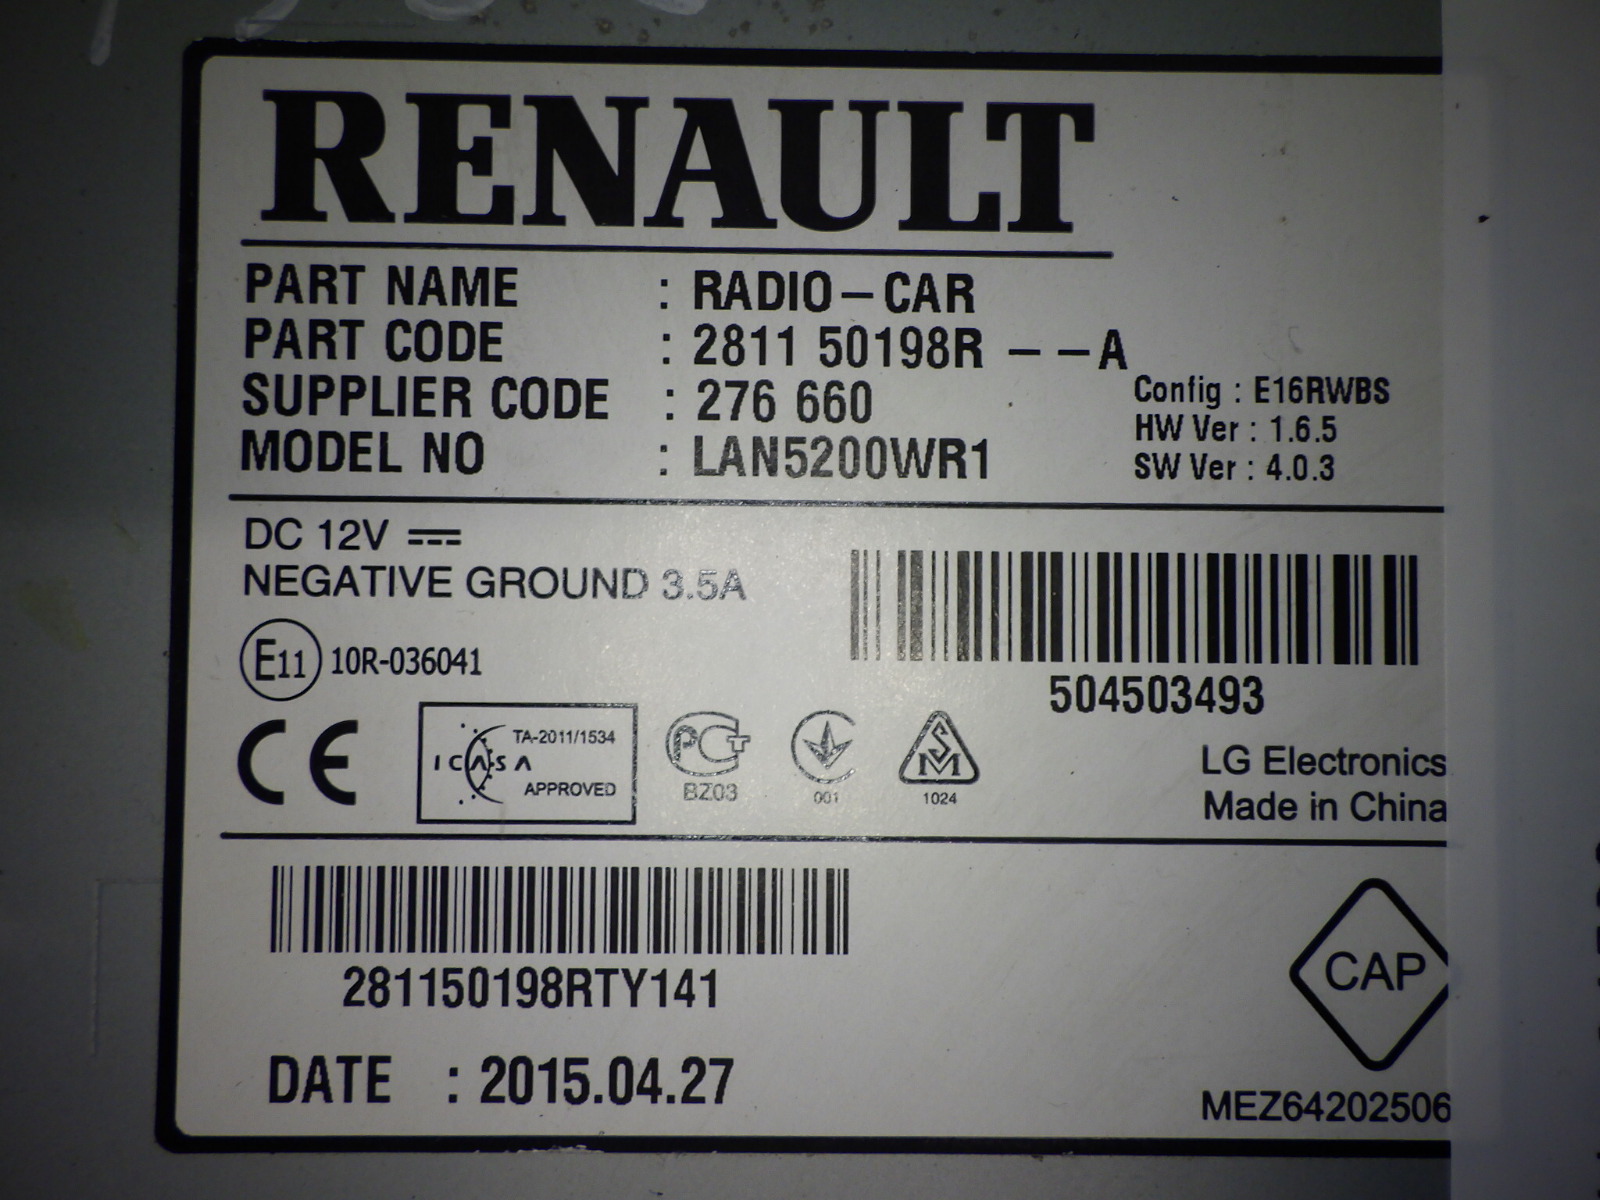 RENAULT
PART NAME : RADIO-CAR
PART CODE : 2811 50198R --A
SUPPLIER CODE : 276 660
MODEL NO : LAN5200WR1
Config : E16RWBS
HW Ver : 1.6.5
SW Ver : 4.0.3
DC 12V
NEGATIVE GROUND 3.5A
504503493
E11 10R-036041
CE
TA-2011/1534
ICASA
APPROVED
PCT
BZ03
001
SM
1024
LG Electronics
Made in China
281150198RTY141
CAP
DATE : 2015.04.27
MEZ64202506